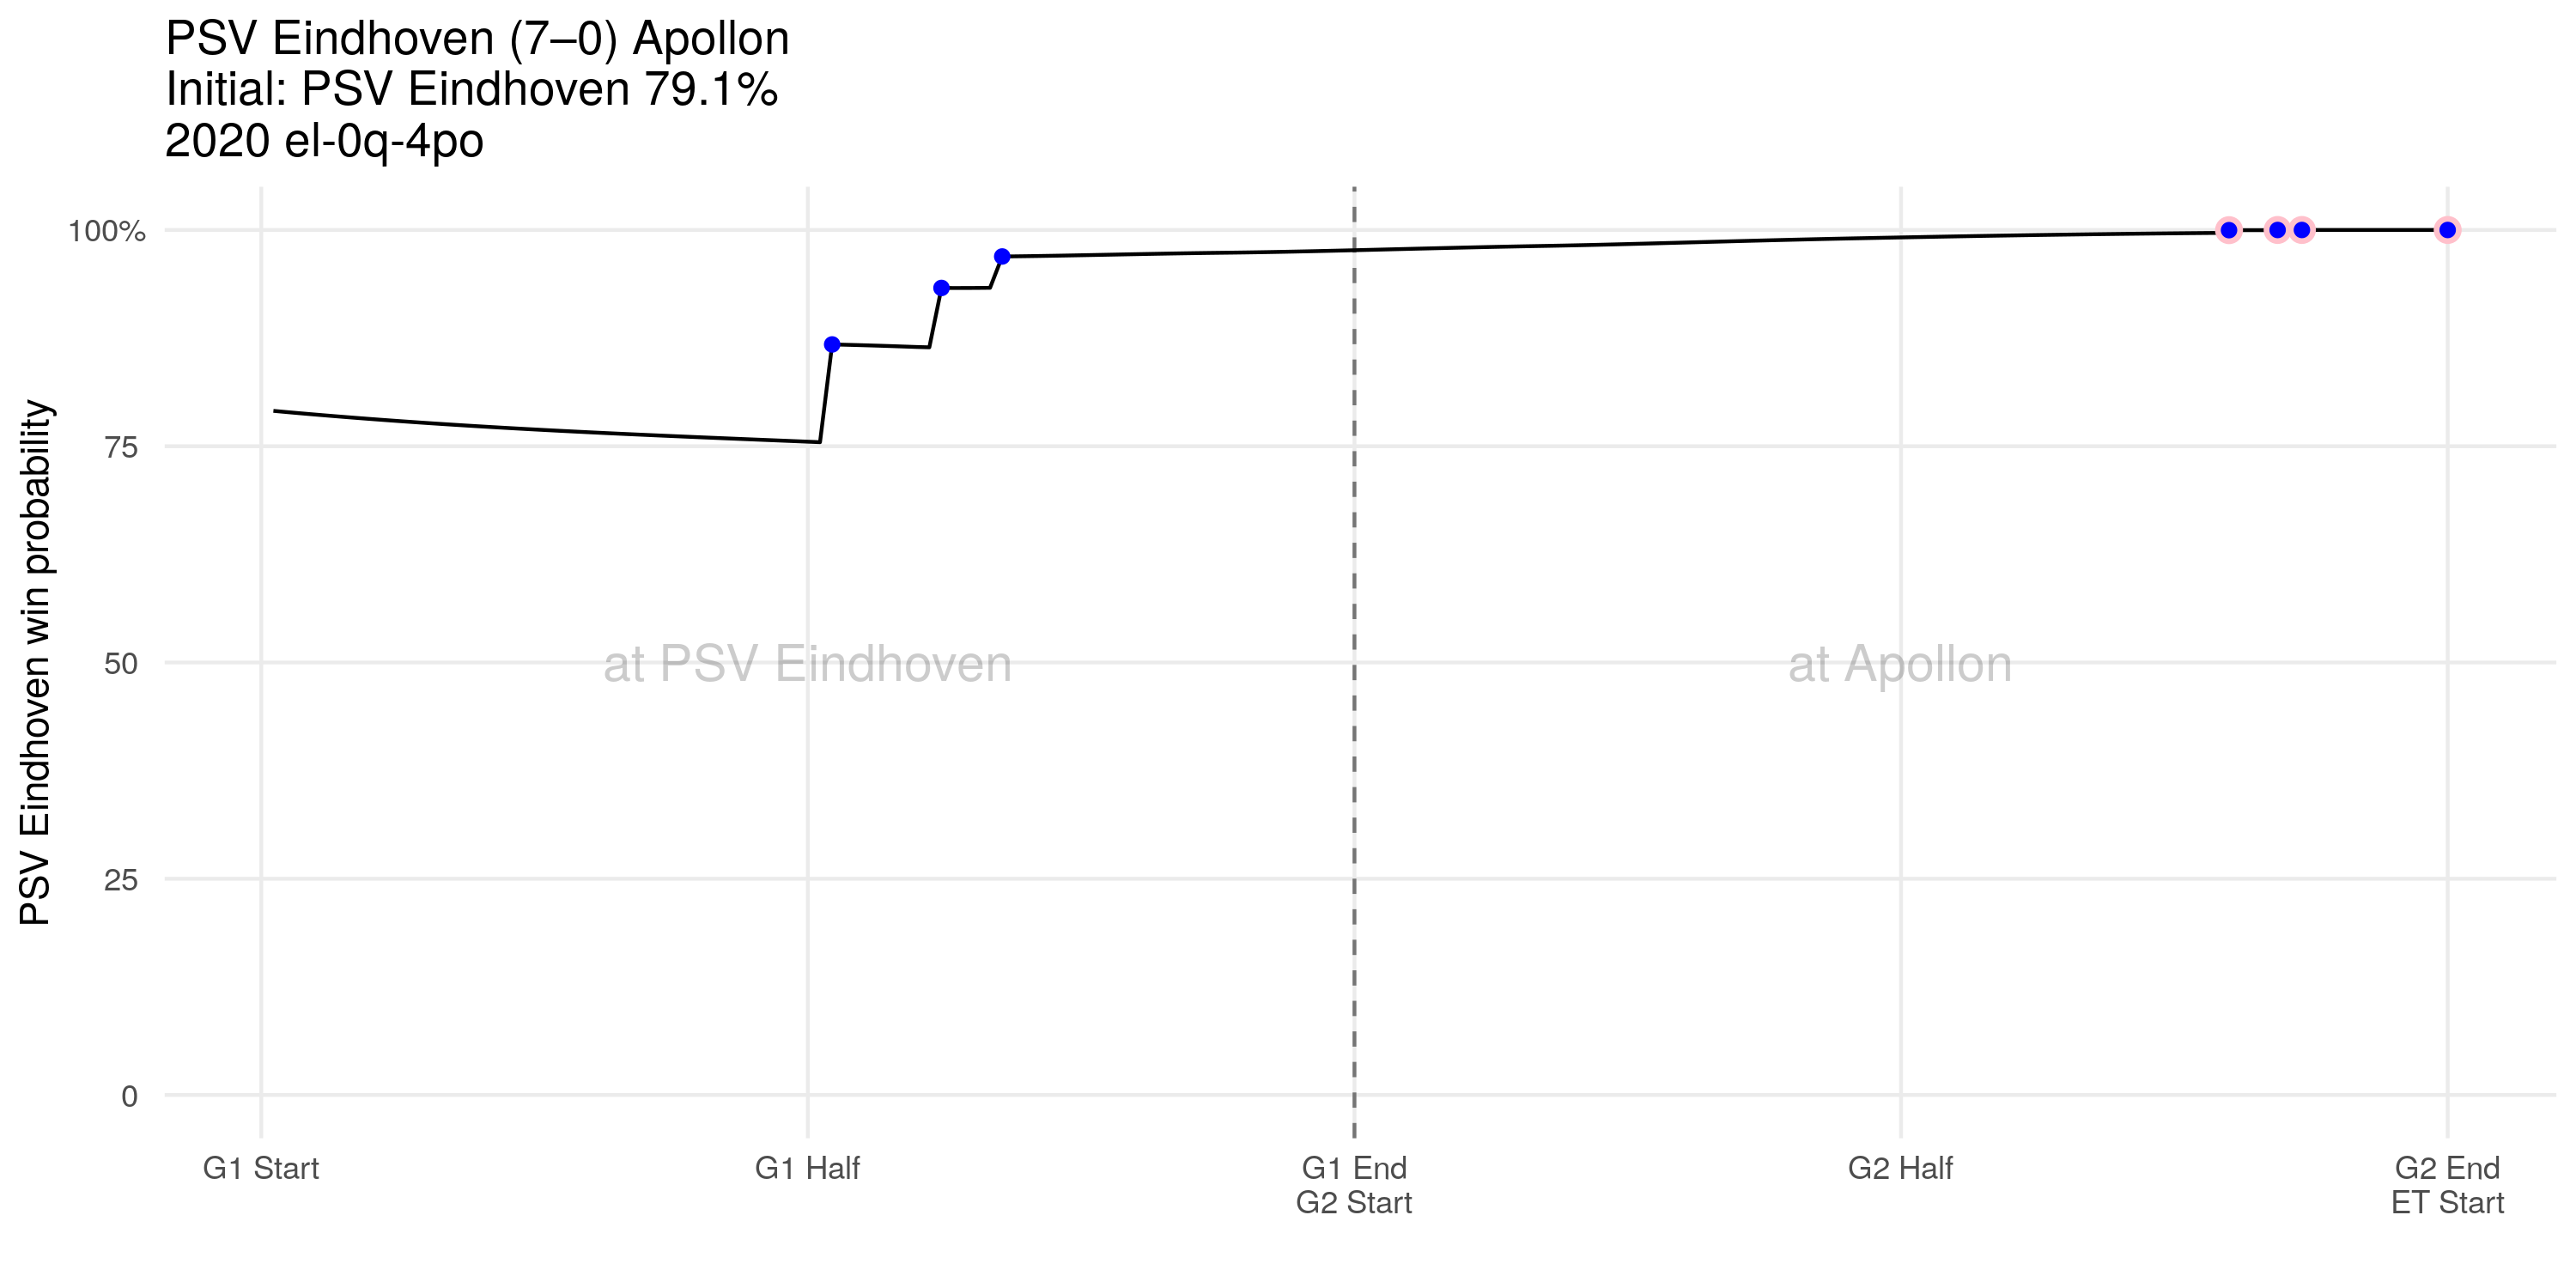 PSV Eindhoven (7–0) Apollon
Initial: PSV Eindhoven 79.1%
2020 el-0q-4po
PSV Eindhoven win probability
100%
75
50
25
0
at PSV Eindhoven
at Apollon
G1 Start
G1 Half
G1 End
G2 Start
G2 Half
G2 End
ET Start